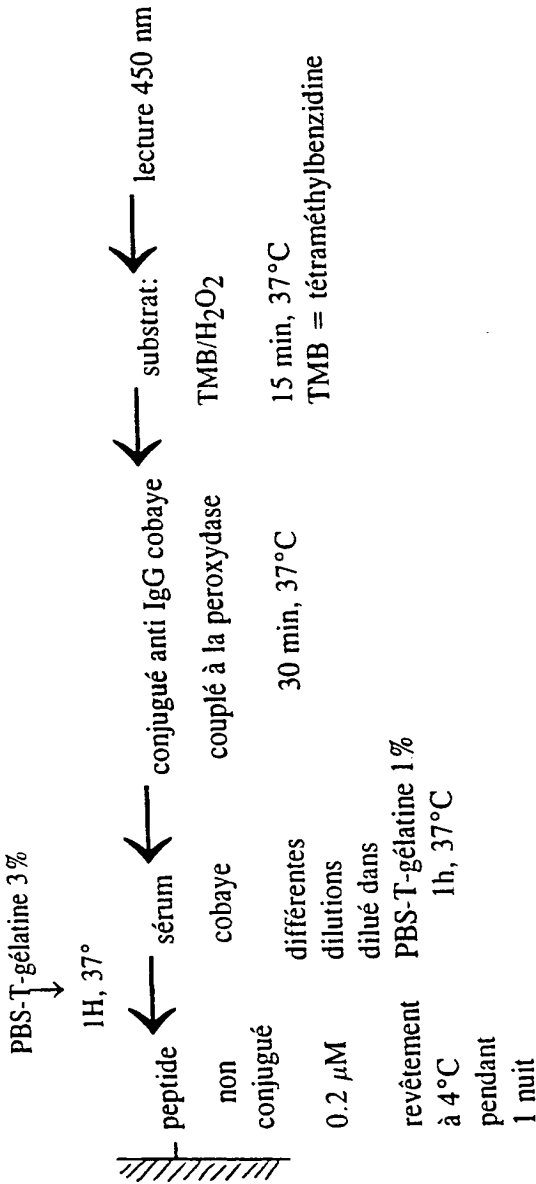 PBS-T-gélatine 3%
1H, 37°
peptide
non
conjugué
0.2 µM
revêtement
à 4°C
pendant
1 nuit
sérum
cobaye
différentes
dilutions
dilué dans
PBS-T-gélatine 1%
1h, 37°C
conjugué anti IgG cobaye
couplé à la peroxydase
30 min, 37°C
substrat:
TMB/H₂O₂
15 min, 37°C
TMB = tétraméthylbenzidine
lecture 450 nm